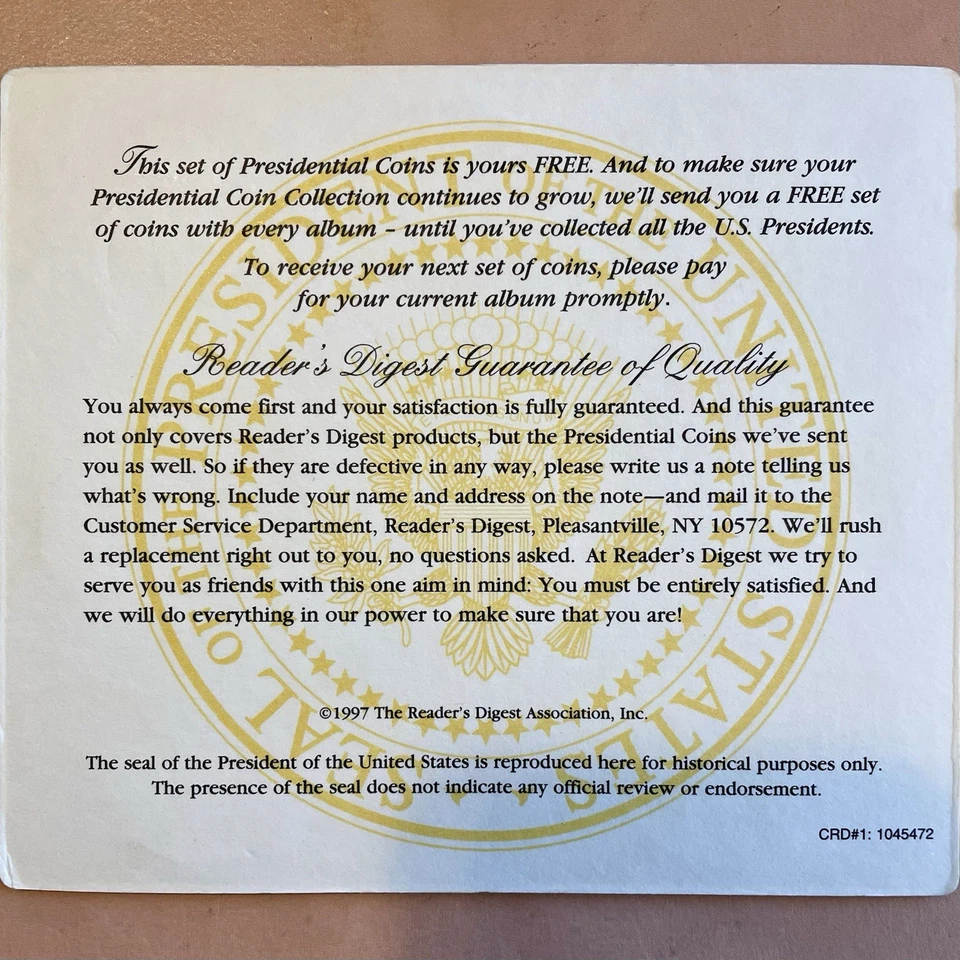 This set of Presidential Coins is yours FREE. And to make sure your
Presidential Coin Collection continues to grow, we'll send you a FREE set
of coins with every album – until you've collected all the U.S. Presidents.
To receive your next set of coins, please pay
for your current album promptly.
Reader's Digest Guarantee of Quality
You always come first and your satisfaction is fully guaranteed. And this guarantee
not only covers Reader's Digest products, but the Presidential Coins we've sent
you as well. So if they are defective in any way, please write us a note telling us
what's wrong. Include your name and address on the note—and mail it to the
Customer Service Department, Reader's Digest, Pleasantville, NY 10572. We'll rush
a replacement right out to you, no questions asked. At Reader's Digest we try to
serve you as friends with this one aim in mind: You must be entirely satisfied. And
we will do everything in our power to make sure that you are!
©1997 The Reader's Digest Association, Inc.
The seal of the President of the United States is reproduced here for historical purposes only.
The presence of the seal does not indicate any official review or endorsement.
CRD#1: 1045472
SEAL OF THE PRESIDENT OF THE UNITED STATES